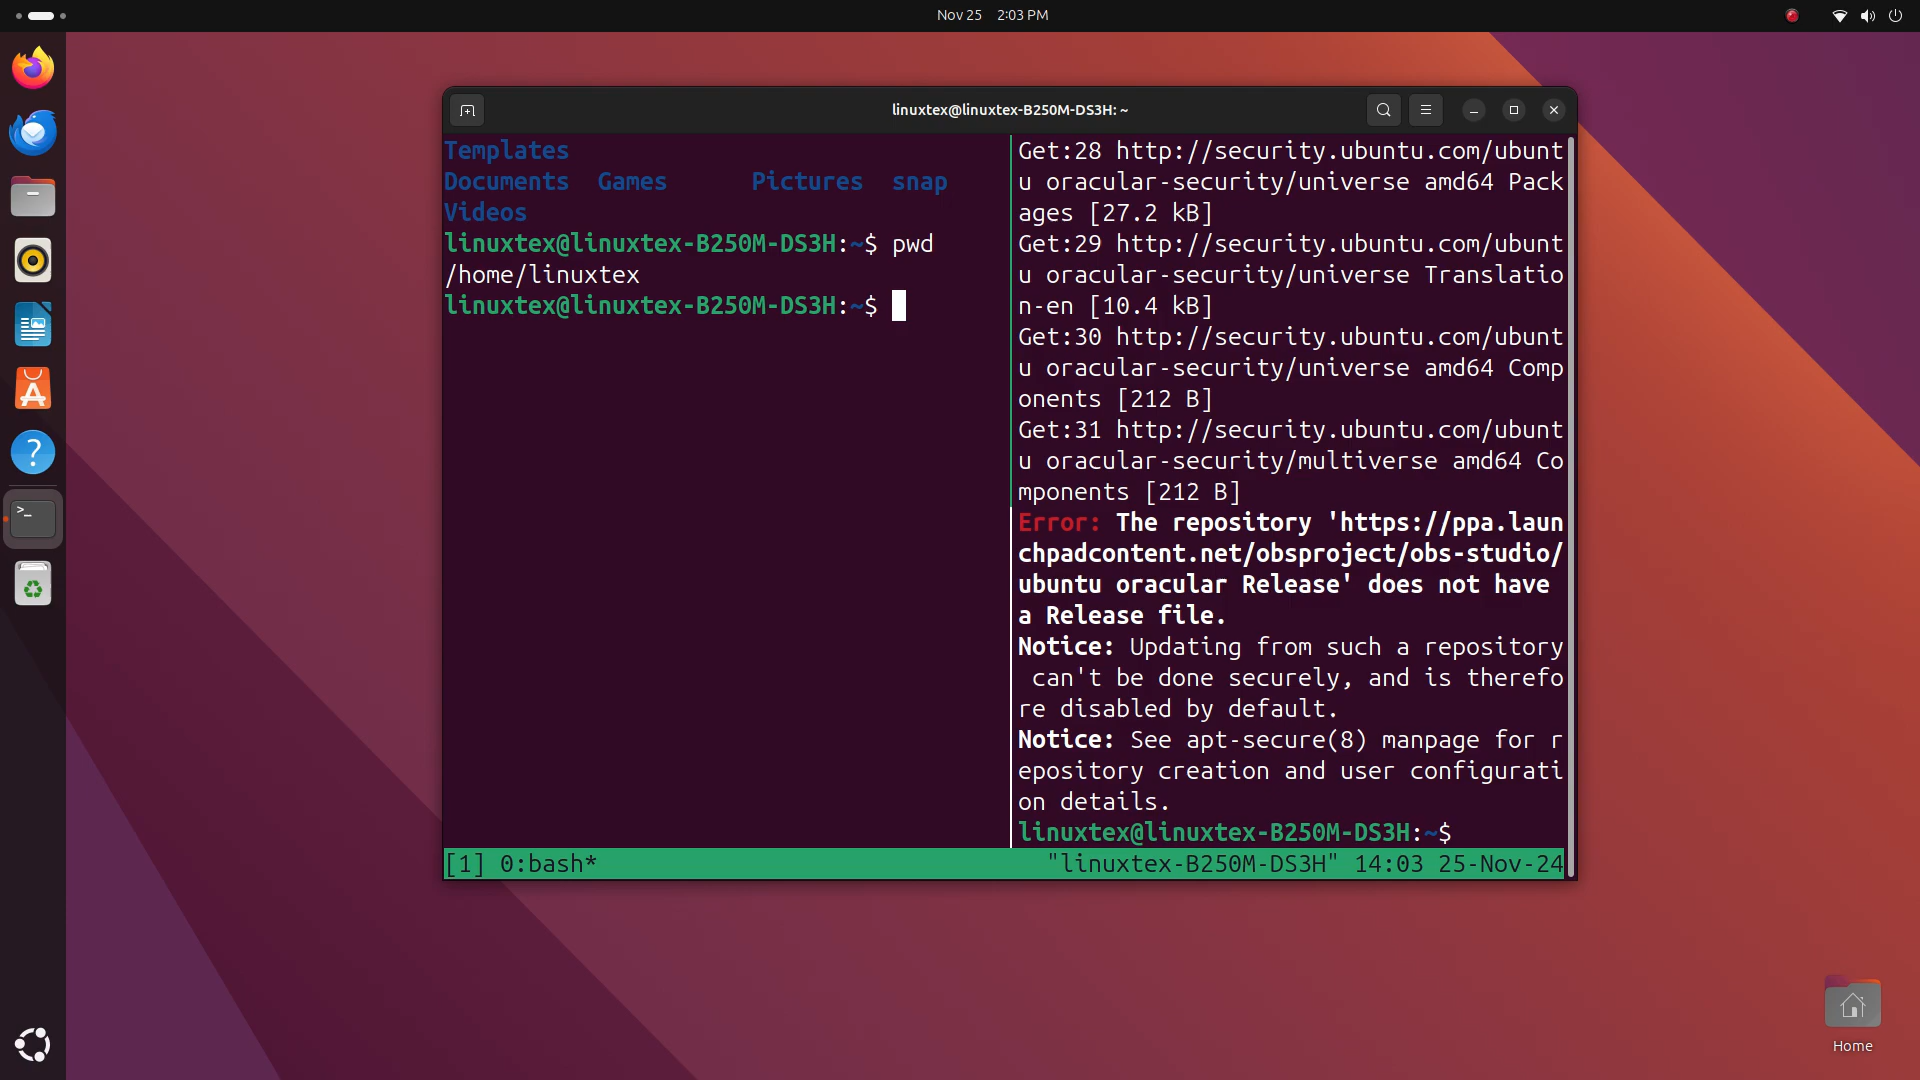 Nov 25 2:03 PM
linuxtex@linuxtex-B250M-DS3H: ~
Templates
Documents Games Pictures snap
Videos
linuxtex@linuxtex-B250M-DS3H:~$ pwd
/home/linuxtex
linuxtex@linuxtex-B250M-DS3H:~$
Get:28 http://security.ubuntu.com/ubunt
u oracular-security/universe amd64 Pack
ages [27.2 kB]
Get:29 http://security.ubuntu.com/ubunt
u oracular-security/universe Translatio
n-en [10.4 kB]
Get:30 http://security.ubuntu.com/ubunt
u oracular-security/universe amd64 Comp
onents [212 B]
Get:31 http://security.ubuntu.com/ubunt
u oracular-security/multiverse amd64 Co
mponents [212 B]
Error: The repository 'https://ppa.laun
chpadcontent.net/obsproject/obs-studio/
ubuntu oracular Release' does not have
a Release file.
Notice: Updating from such a repository
can't be done securely, and is therefo
re disabled by default.
Notice: See apt-secure(8) manpage for r
epository creation and user configurati
on details.
linuxtex@linuxtex-B250M-DS3H:~$
[1] 0:bash* "linuxtex-B250M-DS3H" 14:03 25-Nov-24
Home